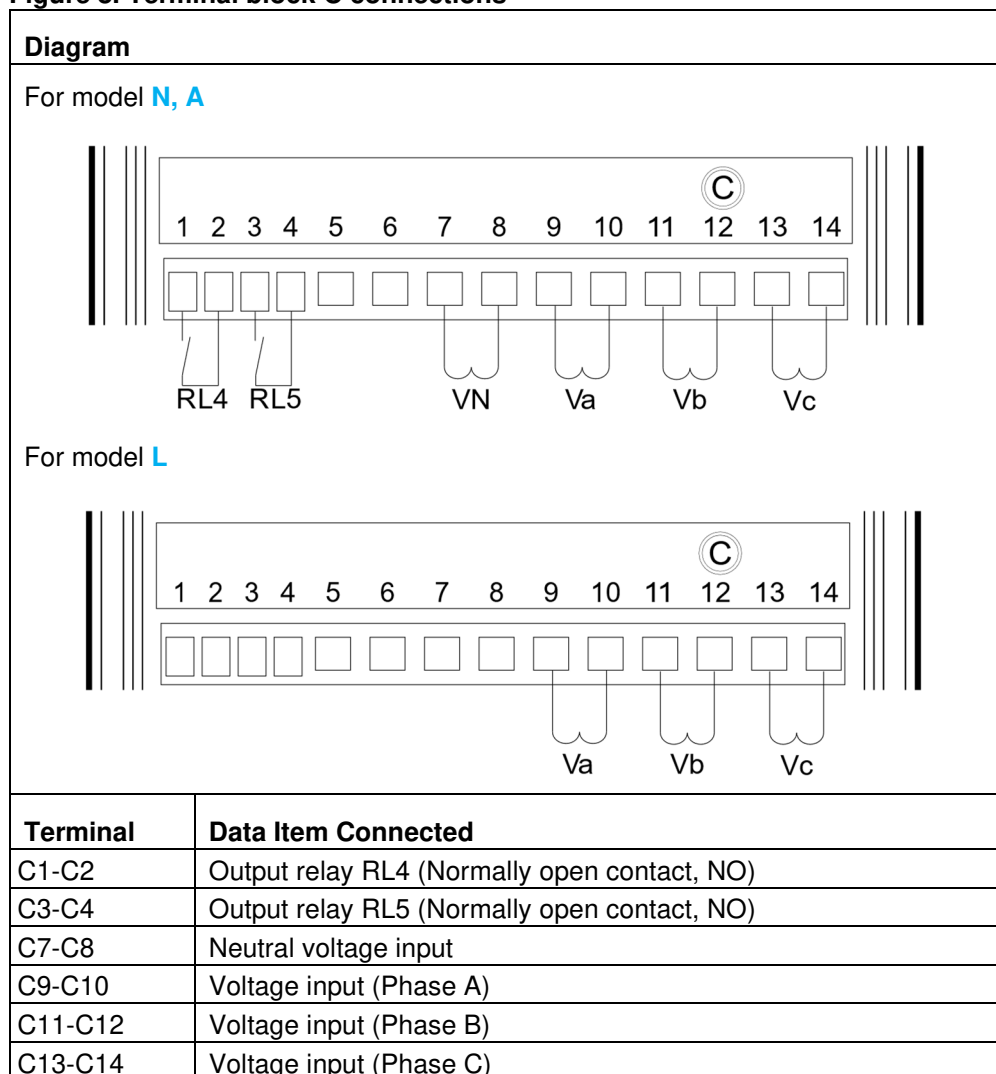 Figure 8. Terminal block C connections
Diagram
For model N, A
C
1 2 3 4 5 6 7 8 9 10 11 12 13 14
RL4 RL5 VN Va Vb Vc
For model L
C
1 2 3 4 5 6 7 8 9 10 11 12 13 14
Va Vb Vc
Terminal Data Item Connected
C1-C2 Output relay RL4 (Normally open contact, NO)
C3-C4 Output relay RL5 (Normally open contact, NO)
C7-C8 Neutral voltage input
C9-C10 Voltage input (Phase A)
C11-C12 Voltage input (Phase B)
C13-C14 Voltage input (Phase C)